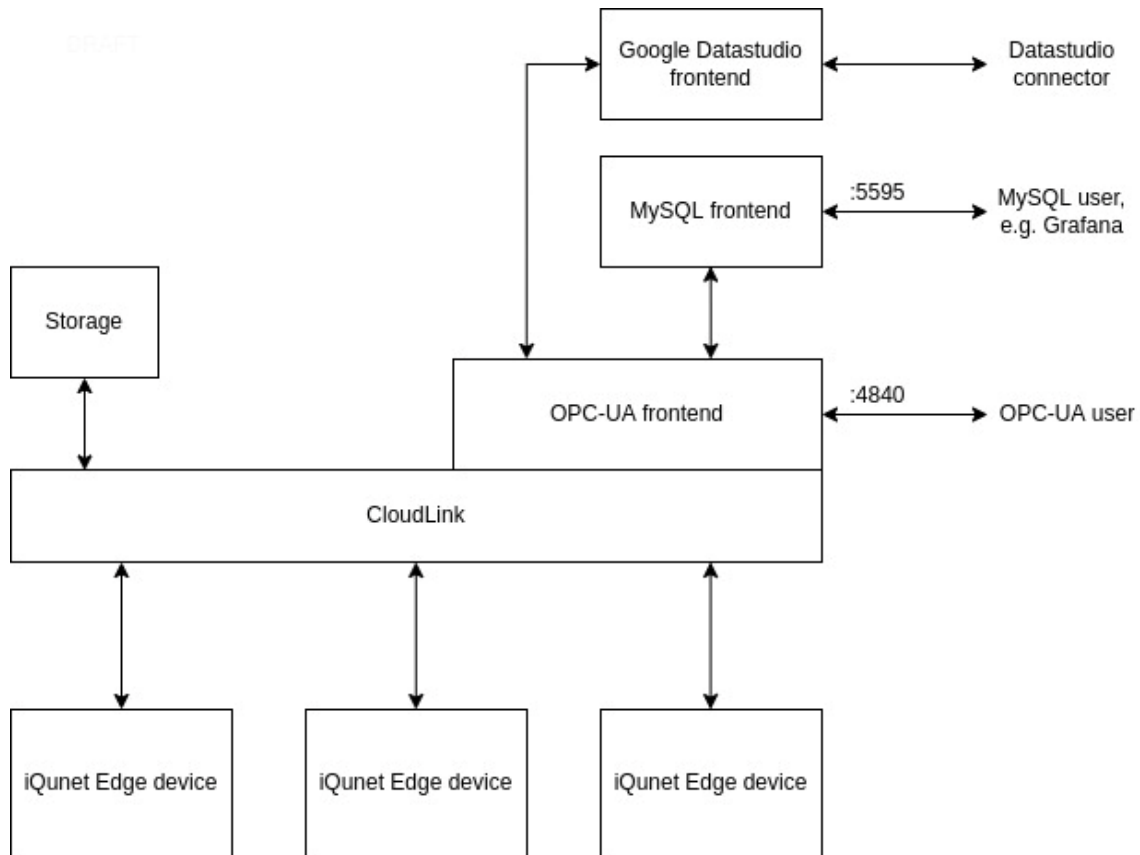 DRAFT
Google Datastudio
frontend
Datastudio
connector
MySQL frontend
:5595
MySQL user,
e.g. Grafana
Storage
OPC-UA frontend
:4840
OPC-UA user
CloudLink
iQunet Edge device
iQunet Edge device
iQunet Edge device